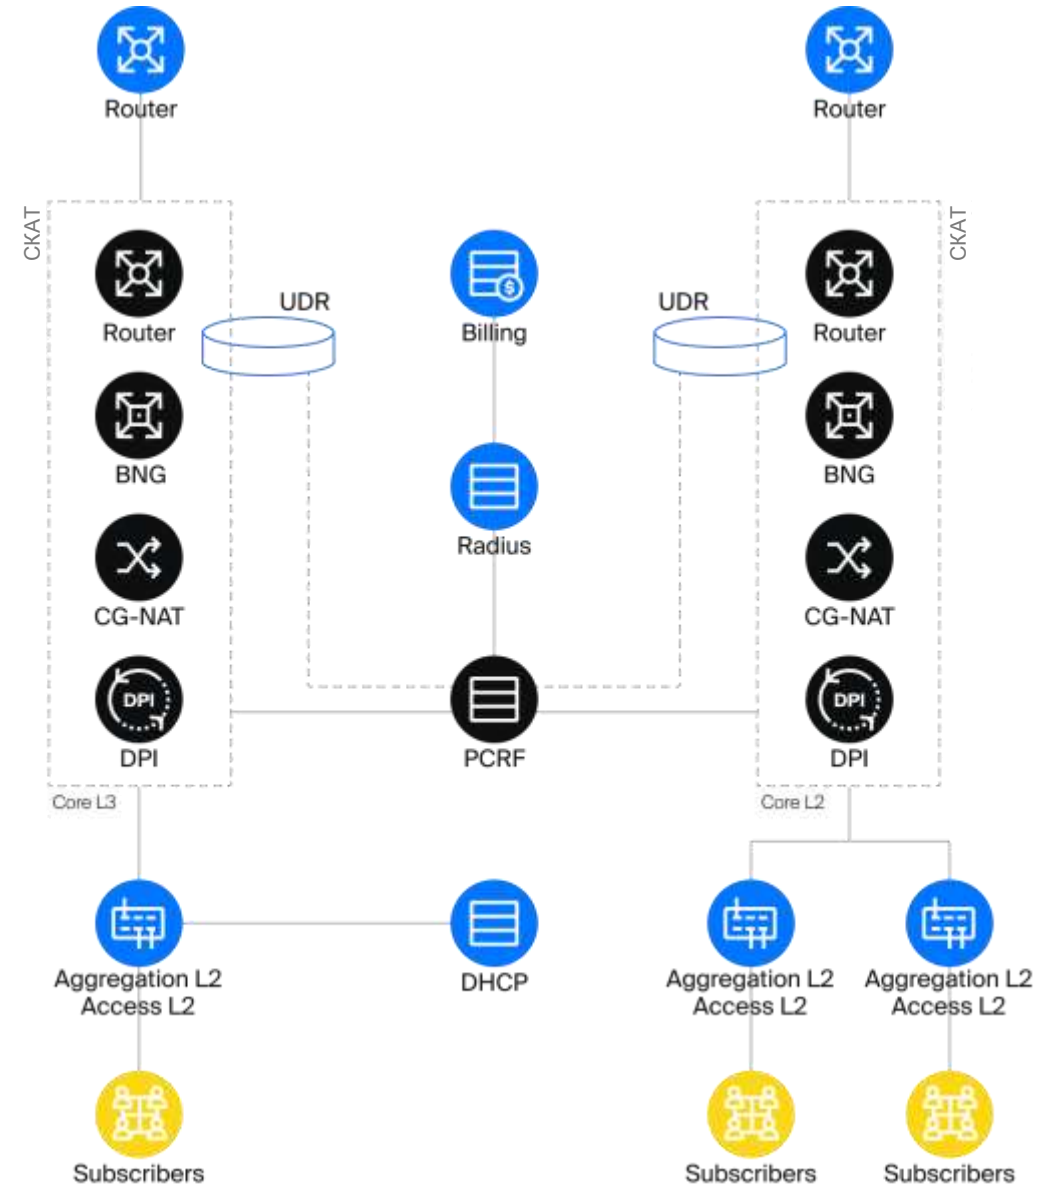 Router
Router
СКАТ
СКАТ
Router
UDR
Billing
UDR
Router
BNG
BNG
Radius
CG-NAT
CG-NAT
DPI
DPI
DPI
PCRF
DPI
Core L3
Core L2
Aggregation L2
Access L2
DHCP
Aggregation L2
Access L2
Aggregation L2
Access L2
Subscribers
Subscribers
Subscribers